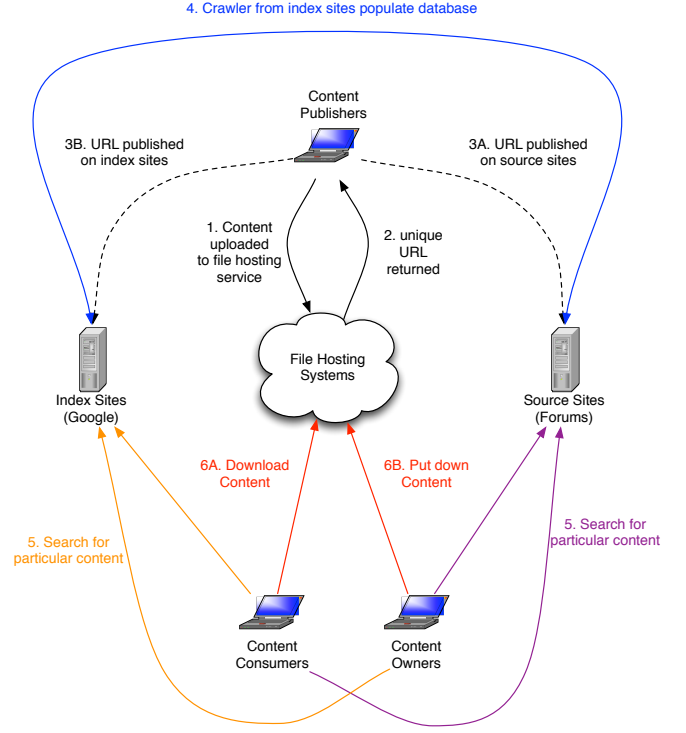 4. Crawler from index sites populate database
Content
Publishers
3B. URL published
on index sites
3A. URL published
on source sites
1. Content
uploaded
to file hosting
service
2. unique
URL
returned
File Hosting
Systems
Index Sites
(Google)
Source Sites
(Forums)
6A. Download
Content
6B. Put down
Content
5. Search for
particular content
5. Search for
particular content
Content
Consumers
Content
Owners